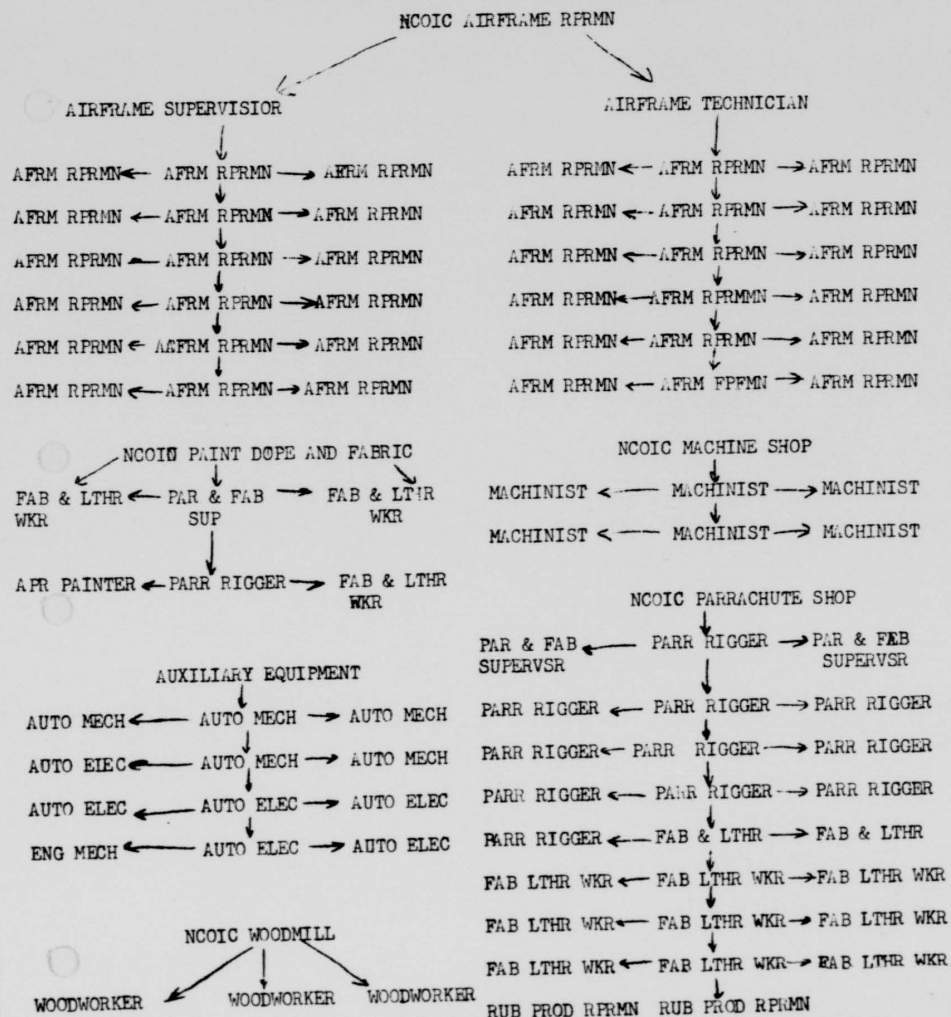 NCOIC AIRFRAME RPRMN
AIRFRAME SUPERVISIOR
AIRFRAME TECHNICIAN
AFRM RPRMN AFRM RPRMN AFRM RPRMN
AFRM RPRMN AFRM RPRMN AFRM RPRMN
AFRM RPRMN AFRM RPRMN AFRM RPRMN
AFRM RPRMN AFRM RPRMN AFRM RPRMN
AFRM RPRMN AFRM RPRMN AFRM RPRMN
AFRM RPRMN AFRM RPRMN AFRM RPRMN
AFRM RPRMN AFRM RPRMN AFRM RPRMN
AFRM RPRMN AFRM RPRMMN AFRM RPRMN
AFRM RPRMN AAFRM RPRMN AFRM RPRMN
AFRM RPRMN AFRM RPRMN AFRM RPRMN
AFRM RPRMN AFRM RPRMN AFRM RPRMN
AFRM RPRMN AFRM FPFMN AFRM RPRMN
NCOIC PAINT DOPE AND FABRIC
FAB & LTHR PAR & FAB FAB & LTHR
WKR SUP WKR
APR PAINTER PARR RIGGER FAB & LTHR
WKR
NCOIC MACHINE SHOP
MACHINIST MACHINIST MACHINIST
MACHINIST MACHINIST MACHINIST
AUXILIARY EQUIPMENT
AUTO MECH AUTO MECH AUTO MECH
AUTO EIEC AUTO MECH AUTO MECH
AUTO ELEC AUTO ELEC AUTO ELEC
ENG MECH AUTO ELEC AUTO ELEC
NCOIC PARRACHUTE SHOP
PAR & FAB PARR RIGGER PAR & FAB
SUPERVSR SUPERVSR
PARR RIGGER PARR RIGGER PARR RIGGER
PARR RIGGER PARR RIGGER PARR RIGGER
PARR RIGGER PARR RIGGER PARR RIGGER
PARR RIGGER FAB & LTHR FAB & LTHR
FAB LTHR WKR FAB LTHR WKR FAB LTHR WKR
FAB LTHR WKR FAB LTHR WKR FAB LTHR WKR
FAB LTHR WKR FAB LTHR WKR FAB LTHR WKR
RUB PROD RPRMN RUB PROD RPRMN
NCOIC WOODMILL
WOODWORKER WOODWORKER WOODWORKER